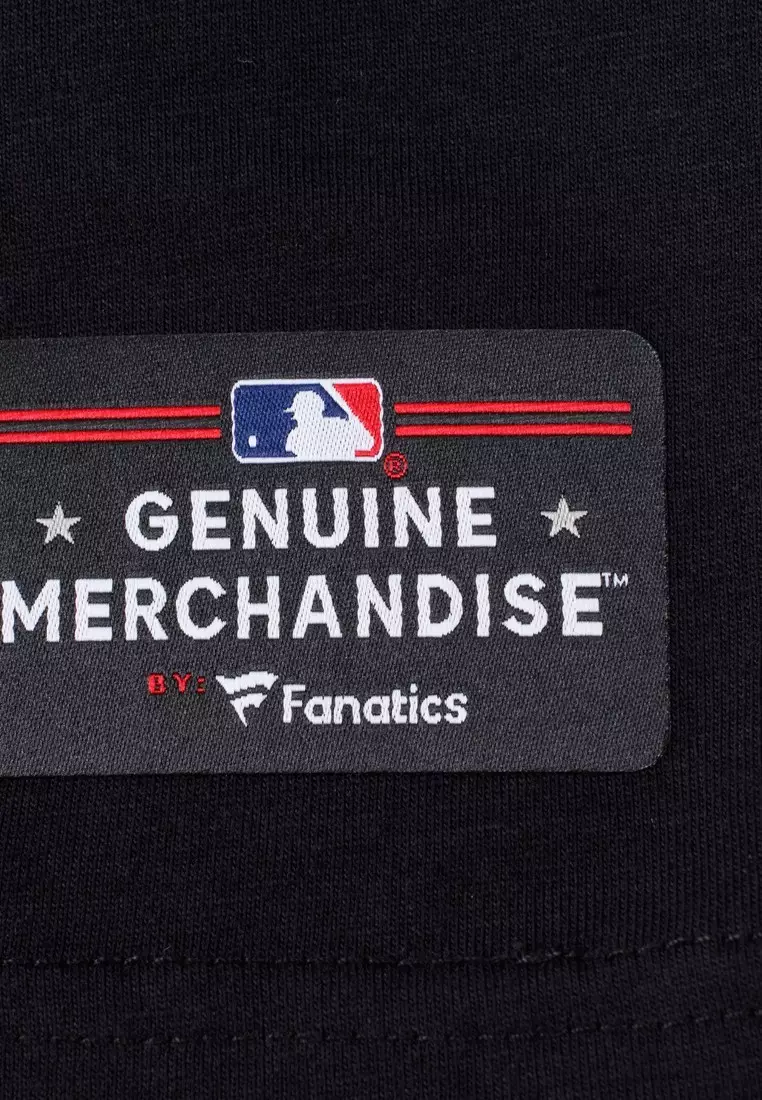 ®
GENUINE
MERCHANDISE™
BY: Fanatics